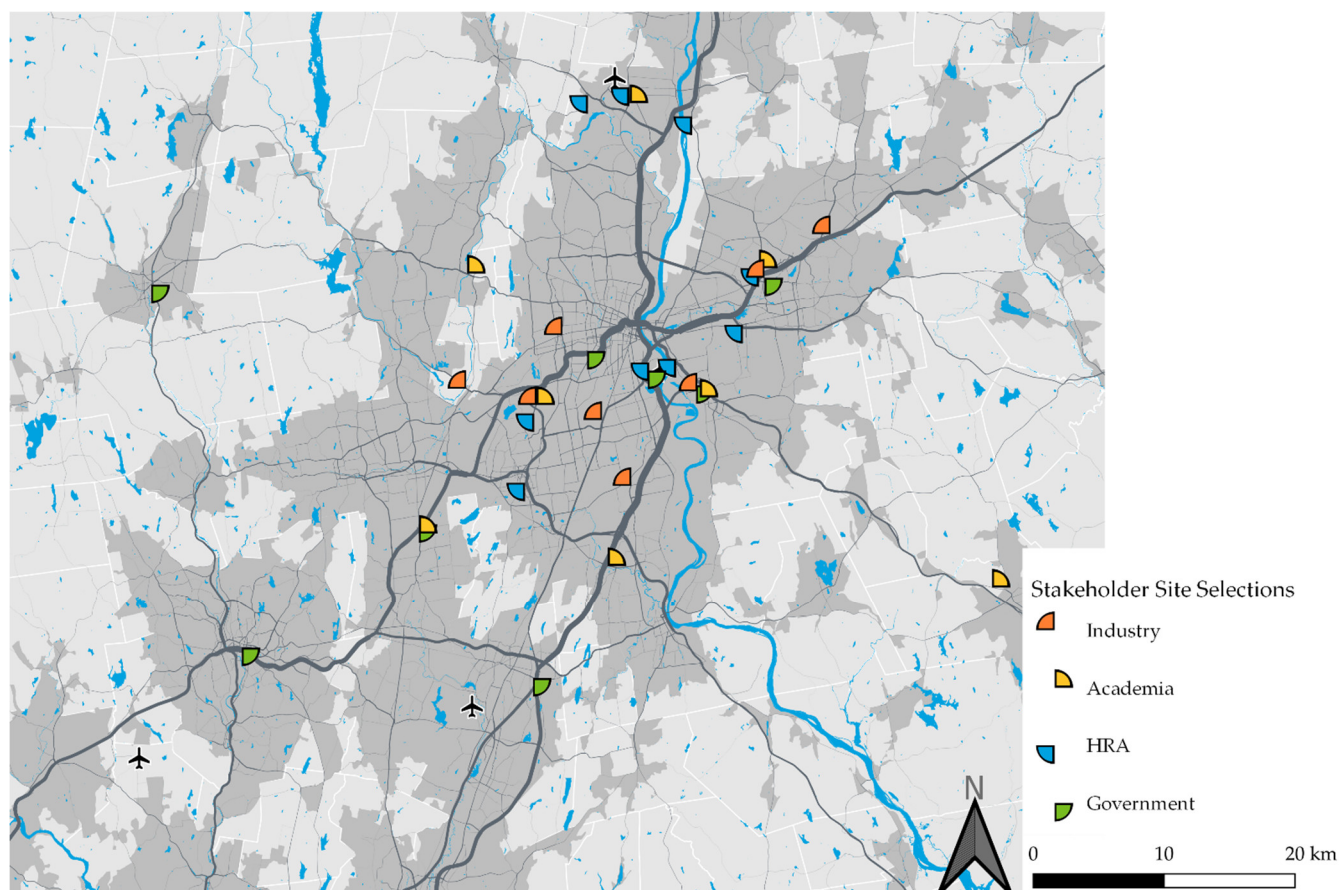 Stakeholder Site Selections
Industry
Academia
HRA
Government
N
0 10 20 km